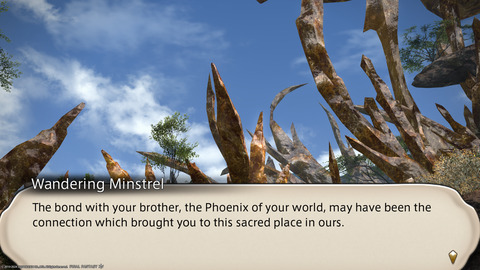 Wandering Minstrel
The bond with your brother, the Phoenix of your world, may have been the
connection which brought you to this sacred place in ours.